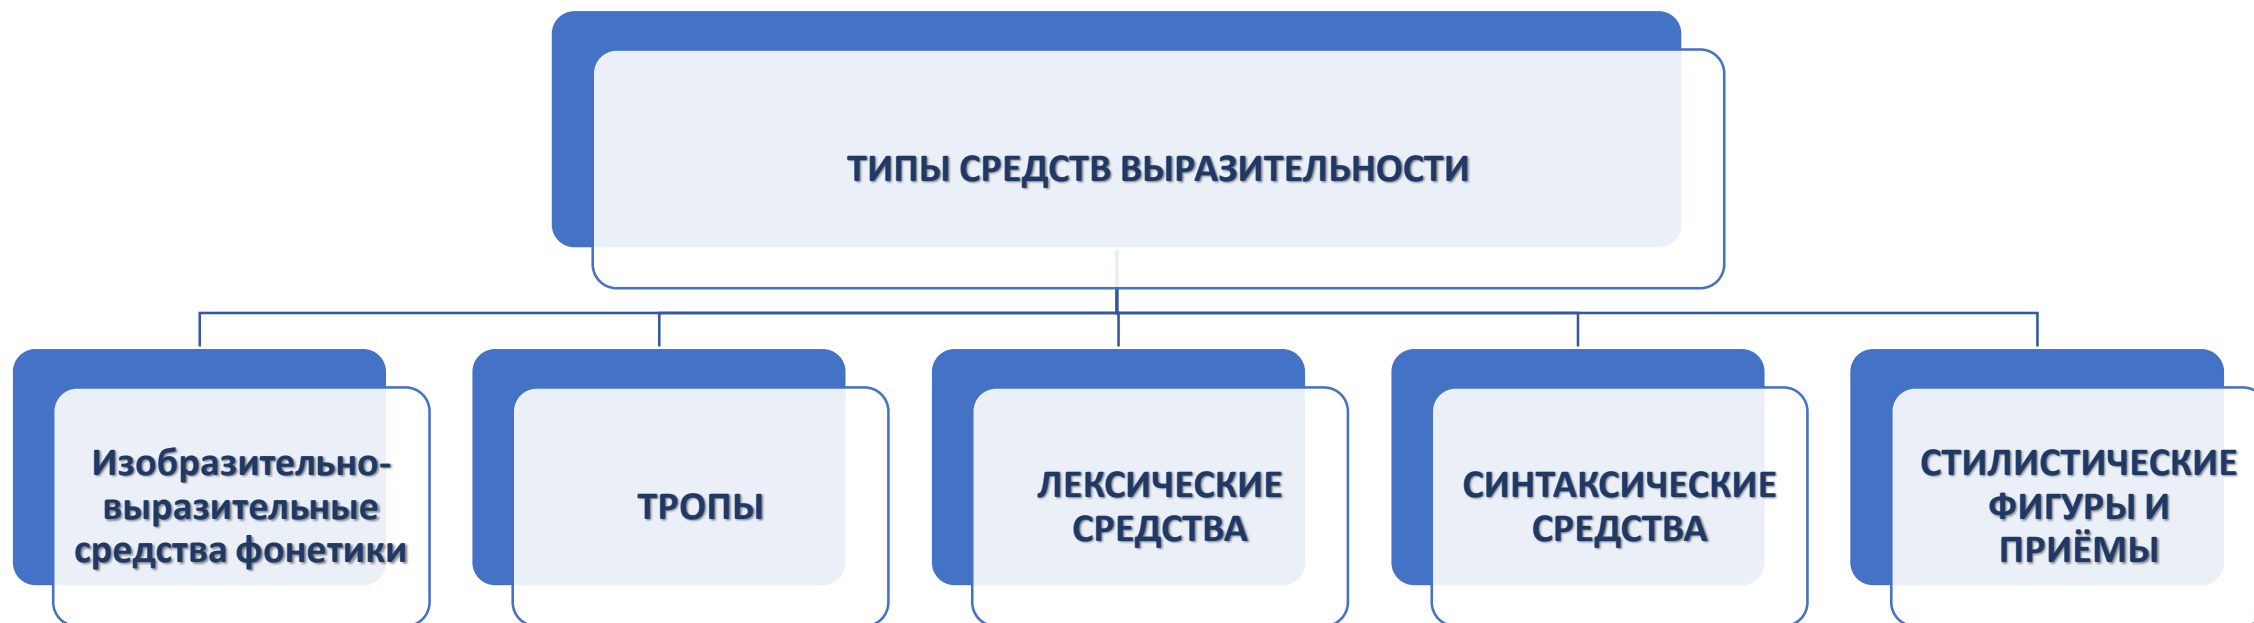 ТИПЫ СРЕДСТВ ВЫРАЗИТЕЛЬНОСТИ
Изобразительно-
выразительные
средства фонетики
ТРОПЫ
ЛЕКСИЧЕСКИЕ
СРЕДСТВА
СИНТАКСИЧЕСКИЕ
СРЕДСТВА
СТИЛИСТИЧЕСКИЕ
ФИГУРЫ И
ПРИЁМЫ